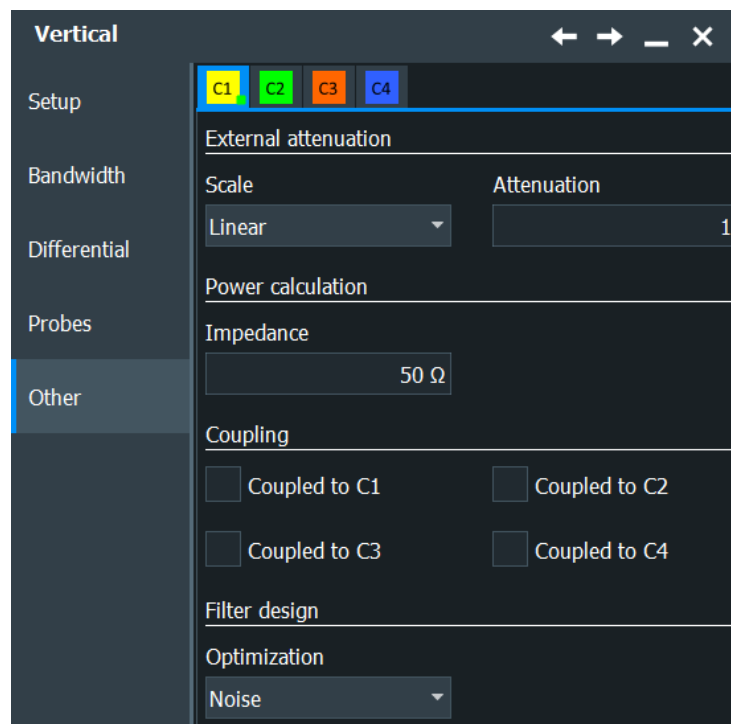 Vertical
Setup
Bandwidth
Differential
Probes
Other
C1 C2 C3 C4
External attenuation
Scale Attenuation
Linear 1
Power calculation
Impedance
50 Ω
Coupling
Coupled to C1 Coupled to C2
Coupled to C3 Coupled to C4
Filter design
Optimization
Noise